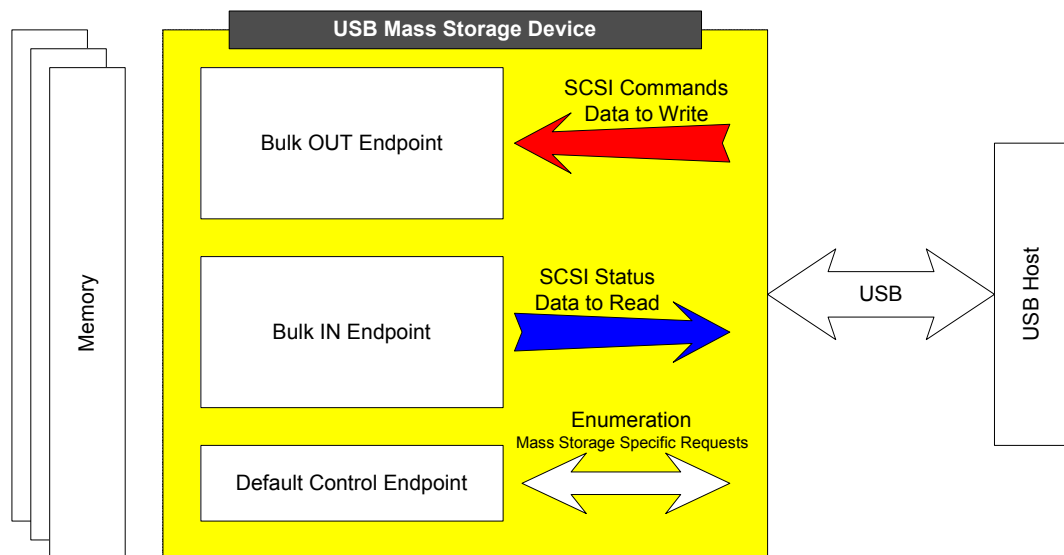 USB Mass Storage Device
SCSI Commands
Data to Write
Bulk OUT Endpoint
SCSI Status
Data to Read
Bulk IN Endpoint
Enumeration
Mass Storage Specific Requests
Default Control Endpoint
Memory
USB
USB Host